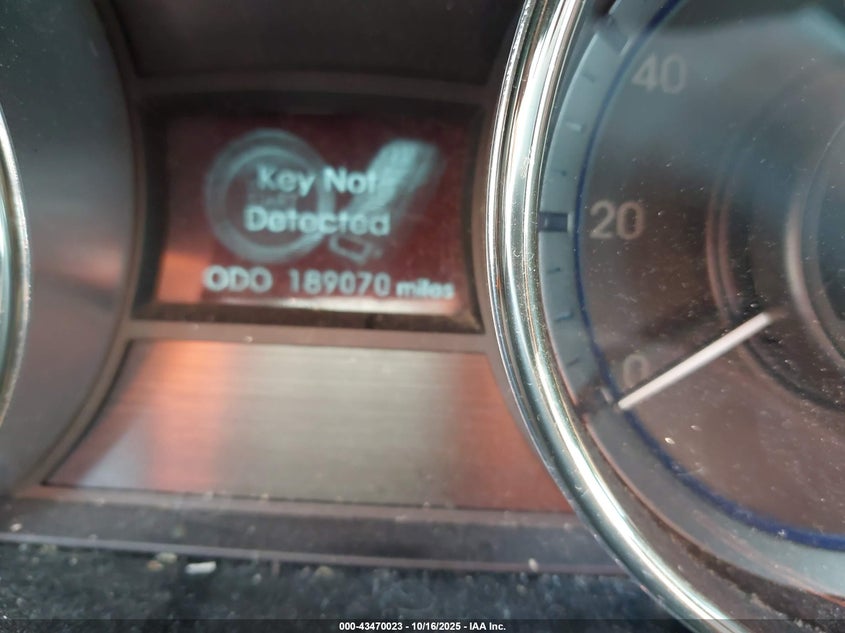 40
Key Not
Detected
20
ODO 189070 miles
0
000-43470023 - 10/16/2025 - IAA Inc.